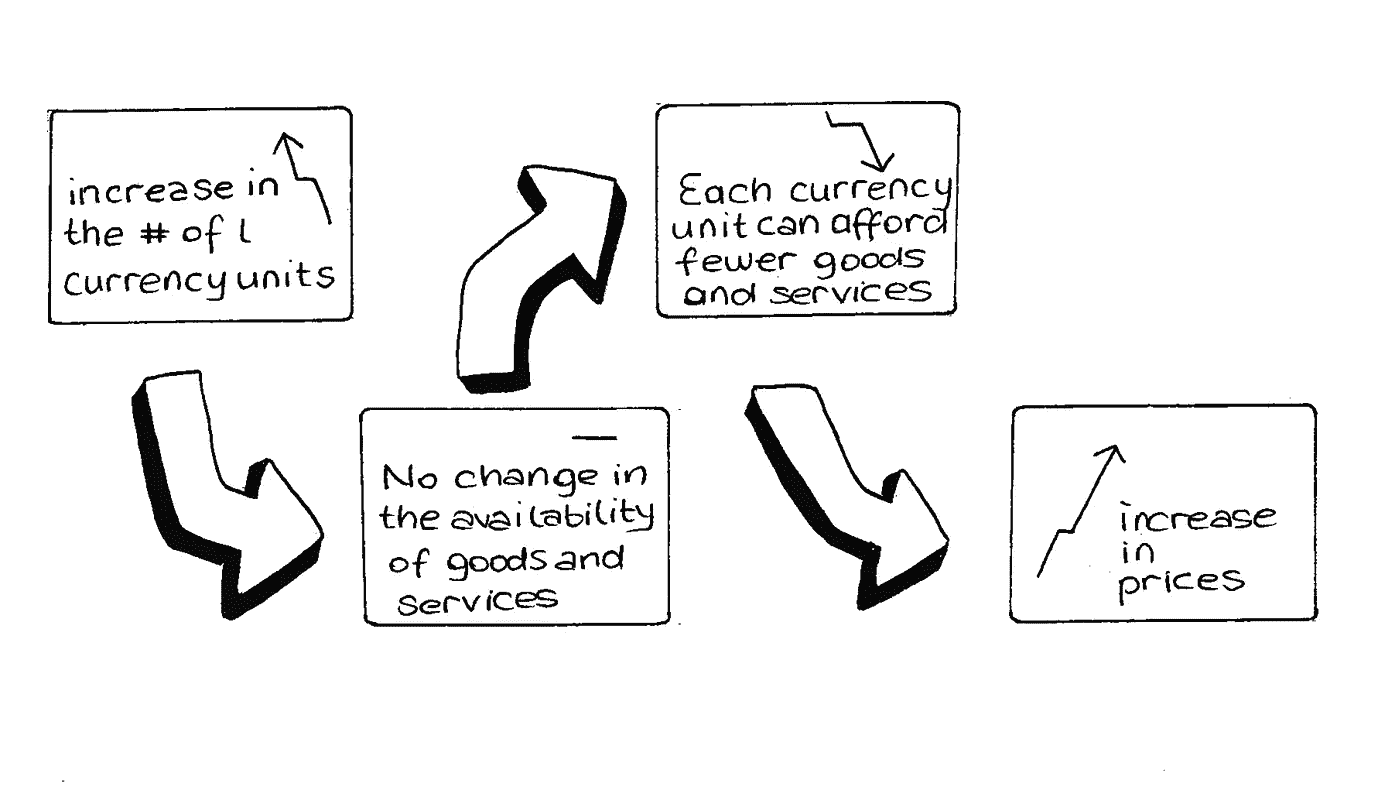 increase in
the # of l
currency units
No change in
the availability
of goods and
services
Each currency
unit can afford
fewer goods
and services
increase
in
prices